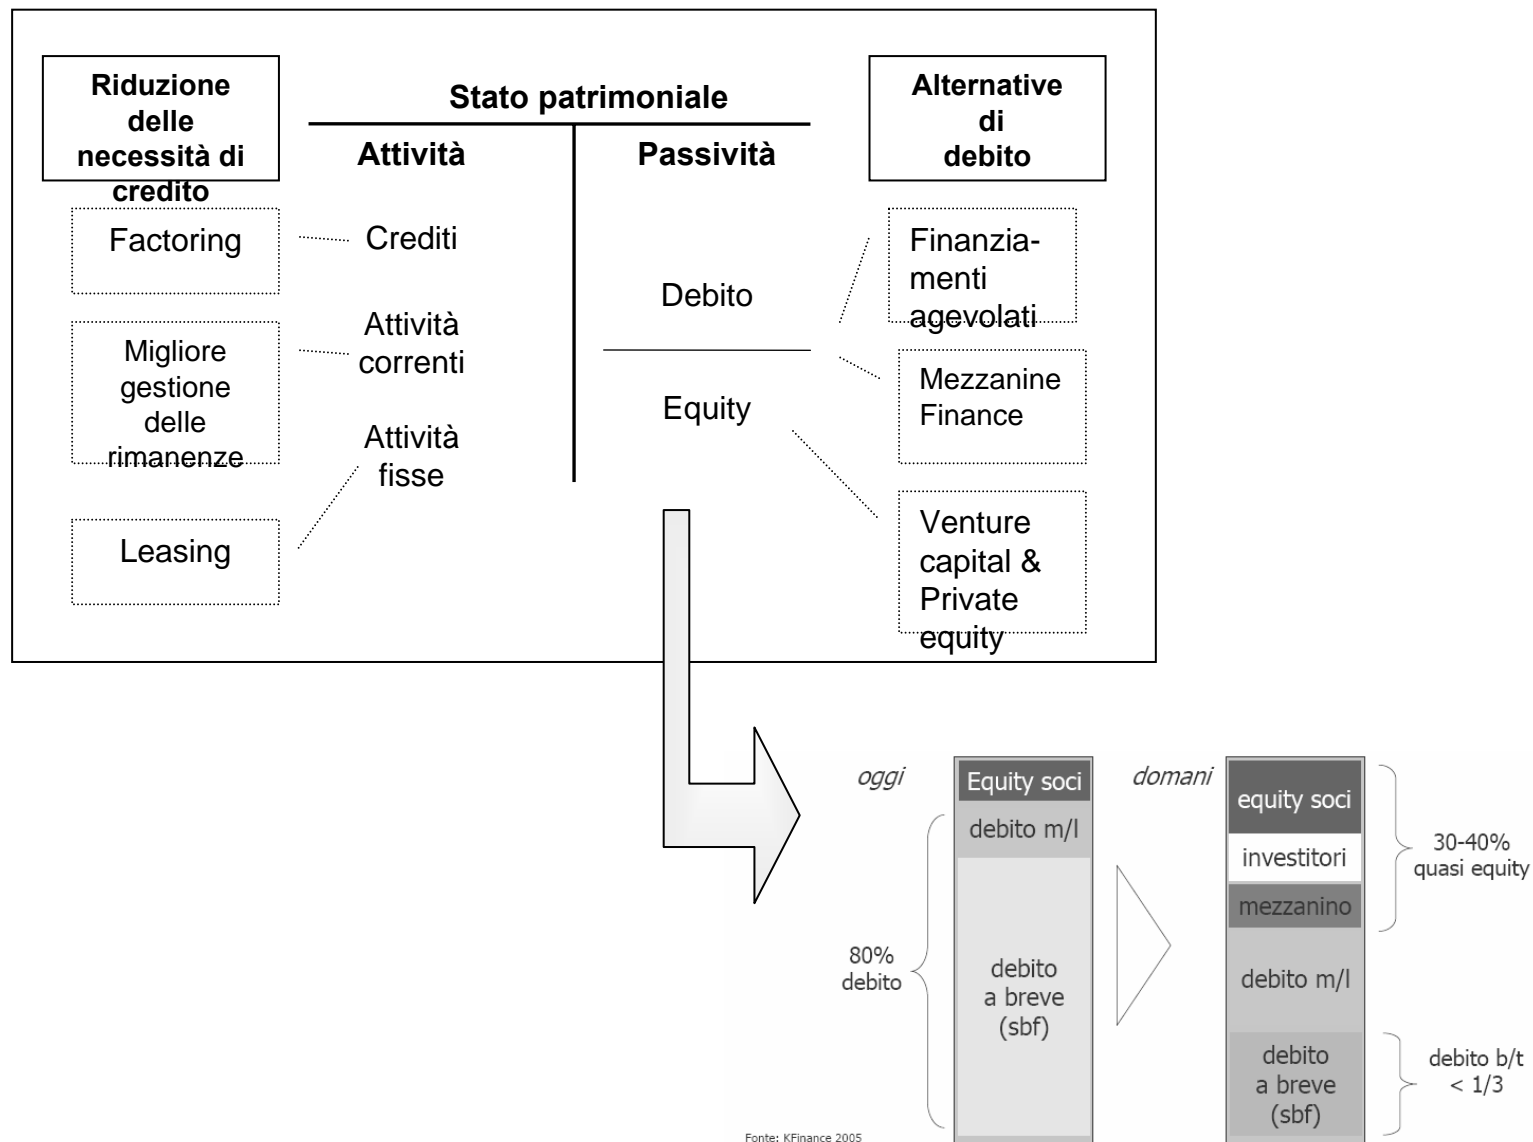 Riduzione
delle
necessità di
credito
Stato patrimoniale
Alternative
di
debito
Attività
Passività
Factoring
Crediti
Debito
Finanzia-
menti
agevolati
Migliore
gestione
delle
rimanenze
Attività
correnti
Equity
Mezzanine
Finance
Attività
fisse
Leasing
Venture
capital &
Private
equity
oggi
Equity soci
debito m/l
80%
debito
debito
a breve
(sbf)
domani
equity soci
investitori
mezzanino
30-40%
quasi equity
debito m/l
debito
a breve
(sbf)
debito b/t
< 1/3
Fonte: KFinance 2005